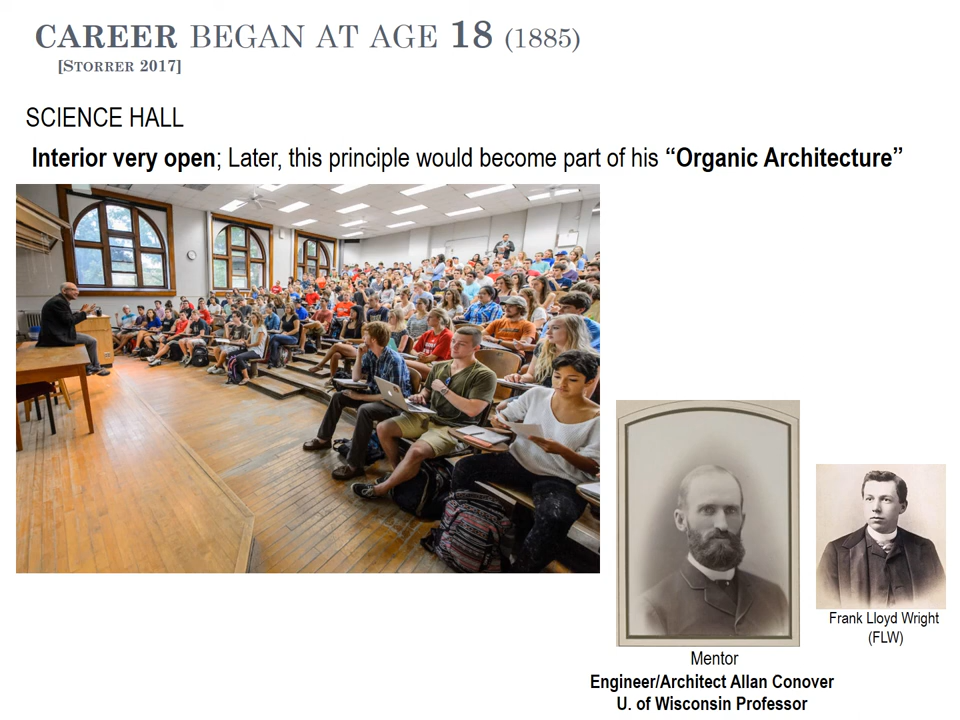 CAREER BEGAN AT AGE 18 (1885)
[STORRER 2017]
SCIENCE HALL
Interior very open; Later, this principle would become part of his “Organic Architecture”
Frank Lloyd Wright
(FLW)
Mentor
Engineer/Architect Allan Conover
U. of Wisconsin Professor